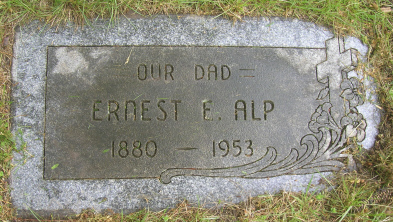 — OUR DAD —
ERNEST E. ALP
1880 — 1953